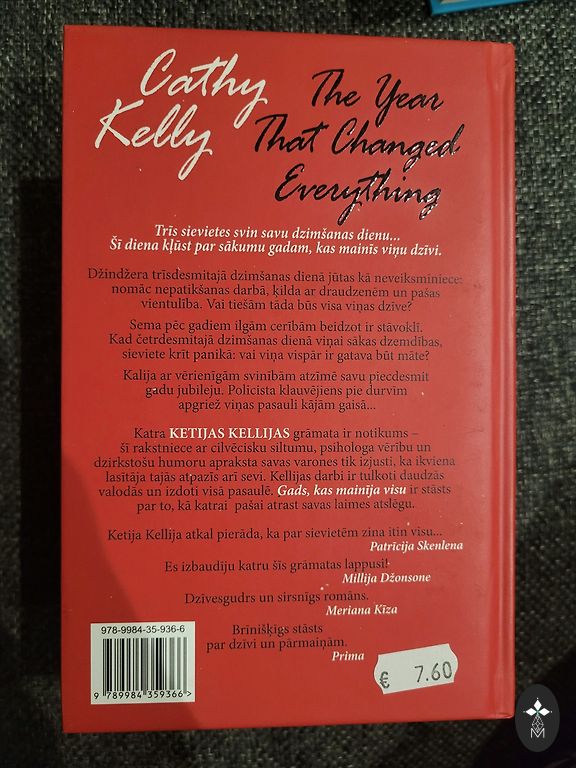 Cathy
Kelly
The Year
That Changed
Everything
Trīs sievietes svin savu dzimšanas dienu...
Šī diena kļūst par sākumu gadam, kas mainīs viņu dzīvi.
Džindžera trīsdesmitajā dzimšanas dienā jūtas kā neveiksminiece:
nomāc nepatikšanas darbā, ķilda ar draudzenēm un pašas
vientulība. Vai tiešām tāda būs visa viņas dzīve?
Sema pēc gadiem ilgām cerībām beidzot ir stāvoklī.
Kad četrdesmitajā dzimšanas dienā viņai sākas dzemdības,
sieviete krīt panikā: vai viņa vispār ir gatava būt māte?
Kalija ar vērienīgām svinībām atzīmē savu piecdesmit
gadu jubileju. Policista klauvējiens pie durvīm
apgriež viņas pasauli kājām gaisā...
Katra KETIJAS KELLIJAS grāmata ir notikums –
šī rakstniece ar cilvēcisku siltumu, psihologa vērību un
dzirkstošu humoru apraksta savas varones tik izjusti, ka ikviena
lasītāja tajās atpazīs arī sevi. Kellijas darbi ir tulkoti daudzās
valodās un izdoti visā pasaulē. Gads, kas mainīja visu ir stāsts
par to, kā katrai pašai atrast savas laimes atslēgu.
Ketija Kellija atkal pierāda, ka par sievietēm zina itin visu...
Patrīcija Skenlena
Es izbaudīju katru šīs grāmatas lappusi!
Millija Džonsone
Dzīvesgudrs un sirsnīgs romāns.
Meriana Kīza
Brīnišķīgs stāsts
par dzīvi un pārmaiņām.
Prima
978-9984-35-936-6
9 789984 359366 >
€ 7.60
M